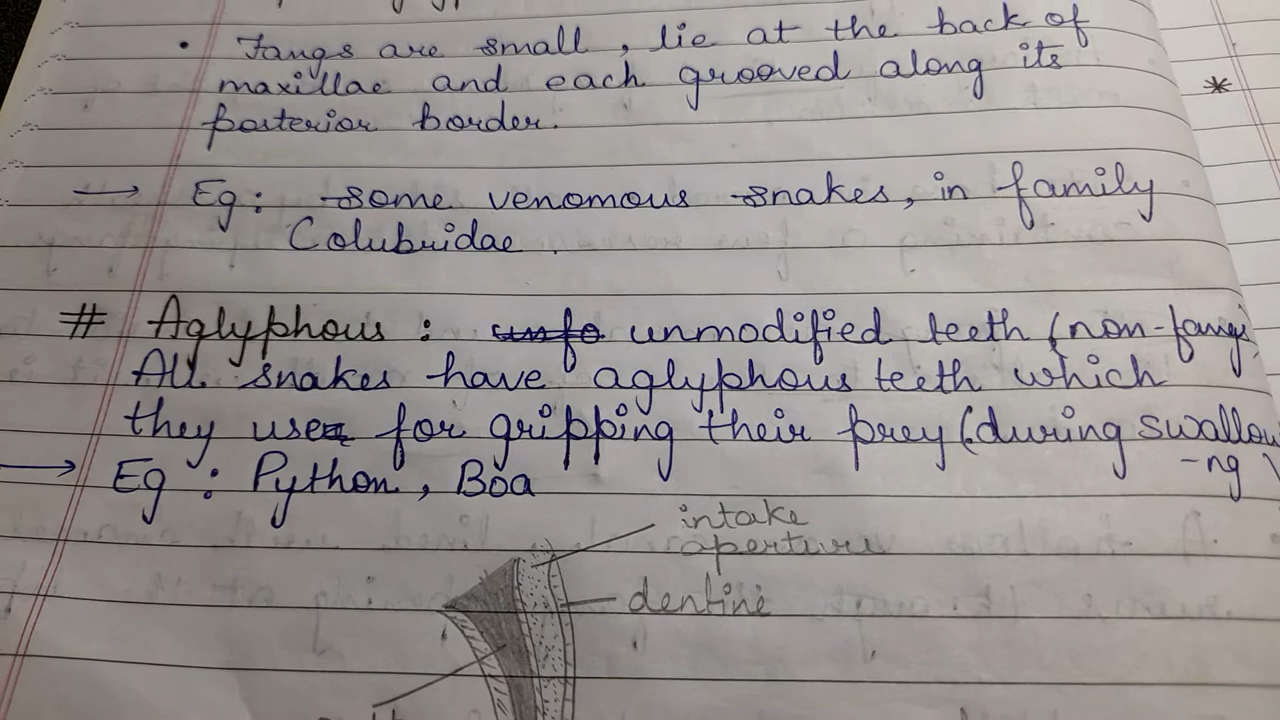 • Fangs are small, lie at the back of
maxillae and each grooved along its
posterior border.
→ Eg: some venomous snakes, in family
Colubridae.
# Aglyphous: unmodified teeth (non-fangs)
All snakes have aglyphous teeth which
they use for gripping their prey (during swallow
-ng)
→ Eg: Python, Boa
intake
aperture
dentine